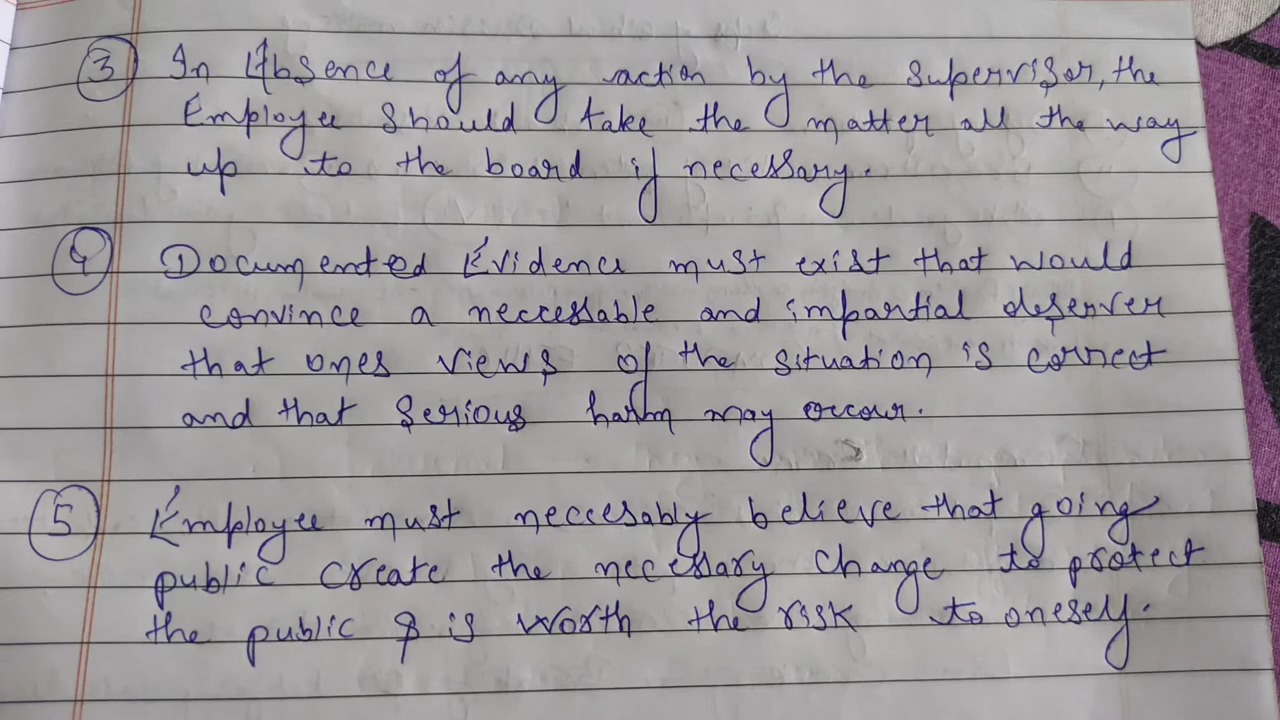 ③ In Absence of any action by the Supervisor, the
Employee Should take the matter all the way
up to the board if necessary.
④ Documented Evidence must exist that would
convince a neccessable and impartial observer
that ones views of the situation is correct
and that serious harm may occour.
⑤ Employee must neccesably believe that going
public create the necessary change to protect
the public & is worth the risk to oneself.